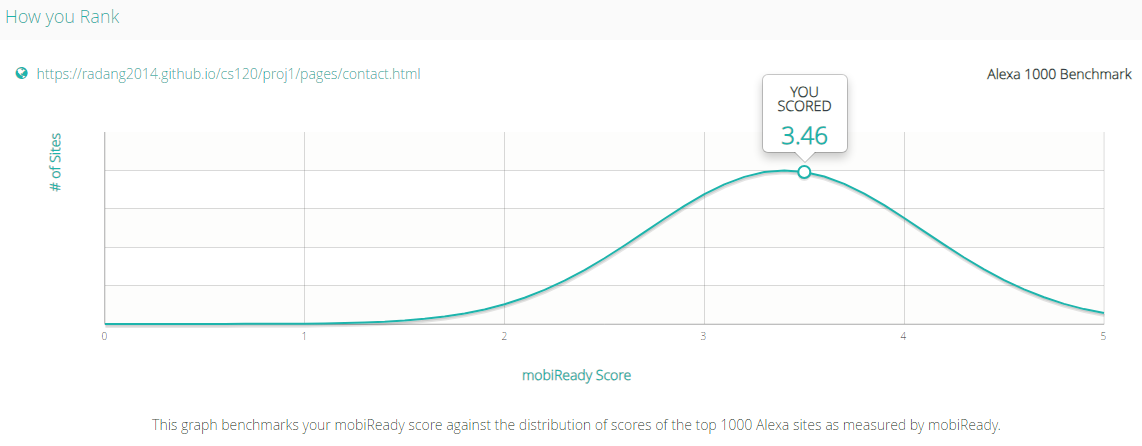 How you Rank
https://radang2014.github.io/cs120/proj1/pages/contact.html
Alexa 1000 Benchmark
YOU
SCORED
3.46
# of Sites
0 1 2 3 4 5
mobiReady Score
This graph benchmarks your mobiReady score against the distribution of scores of the top 1000 Alexa sites as measured by mobiReady.